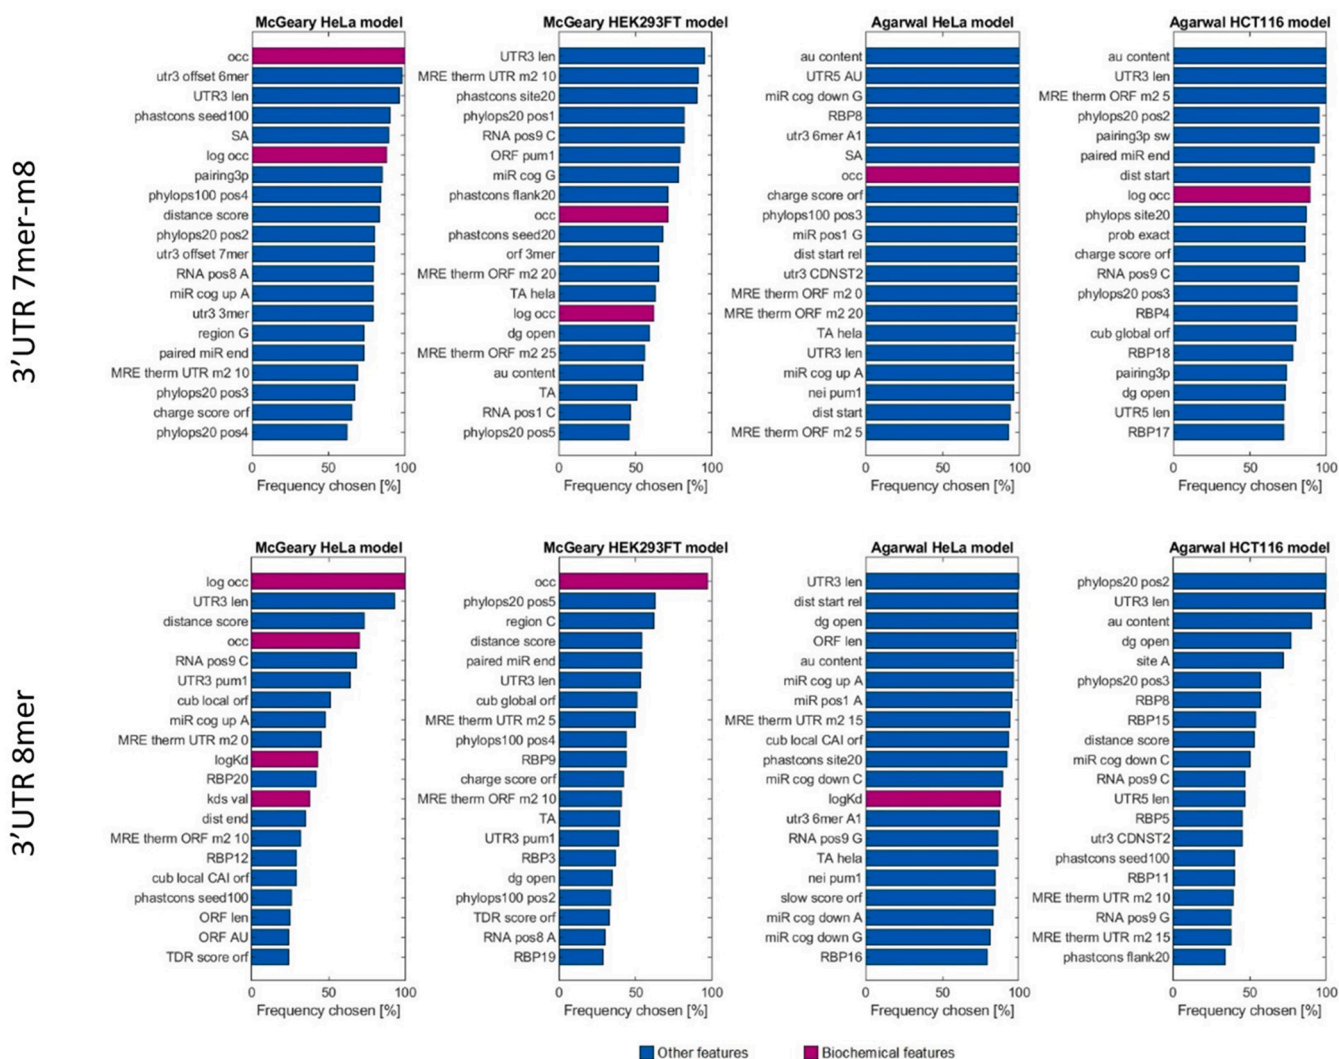 McGeary HeLa model
occ
utr3 offset 6mer
UTR3 len
phastcons seed100
SA
log occ
pairing3p
phylops100 pos4
distance score
phylops20 pos2
utr3 offset 7mer
RNA pos8 A
miR cog up A
utr3 3mer
region G
paired miR end
MRE therm UTR m2 10
phylops20 pos3
charge score orf
phylops20 pos4
0 50 100
Frequency chosen [%]
McGeary HEK293FT model
UTR3 len
MRE therm UTR m2 10
phastcons site20
phylops20 pos1
RNA pos9 C
ORF pum1
miR cog G
phastcons flank20
occ
phastcons seed20
orf 3mer
MRE therm ORF m2 20
TA hela
log occ
dg open
MRE therm ORF m2 25
au content
TA
RNA pos1 C
phylops20 pos5
0 50 100
Frequency chosen [%]
Agarwal HeLa model
au content
UTR5 AU
miR cog down G
RBP8
utr3 6mer A1
SA
occ
charge score orf
phylops100 pos3
miR pos1 G
dist start rel
utr3 CDNST2
MRE therm ORF m2 0
MRE therm ORF m2 20
TA hela
UTR3 len
miR cog up A
nei pum1
dist start
MRE therm ORF m2 5
0 50 100
Frequency chosen [%]
Agarwal HCT116 model
au content
UTR3 len
MRE therm ORF m2 5
phylops20 pos2
pairing3p sw
paired miR end
dist start
log occ
phylops site20
prob exact
charge score orf
RNA pos9 C
phylops20 pos3
RBP4
cub global orf
RBP18
pairing3p
dg open
UTR5 len
RBP17
0 50 100
Frequency chosen [%]
3’UTR 7mer-m8
McGeary HeLa model
log occ
UTR3 len
distance score
occ
RNA pos9 C
UTR3 pum1
cub local orf
miR cog up A
MRE therm UTR m2 0
logKd
RBP20
kds val
dist end
MRE therm ORF m2 10
RBP12
cub local CAI orf
phastcons seed100
ORF len
ORF AU
TDR score orf
0 50 100
Frequency chosen [%]
McGeary HEK293FT model
occ
phylops20 pos5
region C
distance score
paired miR end
UTR3 len
cub global orf
MRE therm UTR m2 5
phylops100 pos4
RBP9
charge score orf
MRE therm ORF m2 10
TA
UTR3 pum1
RBP3
dg open
phylops100 pos2
TDR score orf
RNA pos8 A
RBP19
0 50 100
Frequency chosen [%]
Agarwal HeLa model
UTR3 len
dist start rel
dg open
ORF len
au content
miR cog up A
miR pos1 A
MRE therm UTR m2 15
cub local CAI orf
phastcons site20
miR cog down C
logKd
utr3 6mer A1
RNA pos9 G
TA hela
nei pum1
slow score orf
miR cog down A
miR cog down G
RBP16
0 50 100
Frequency chosen [%]
Agarwal HCT116 model
phylops20 pos2
UTR3 len
au content
dg open
site A
phylops20 pos3
RBP8
RBP15
distance score
miR cog down C
RNA pos9 C
UTR5 len
RBP5
utr3 CDNST2
phastcons seed100
RBP11
MRE therm UTR m2 10
RNA pos9 G
MRE therm UTR m2 15
phastcons flank20
0 50 100
Frequency chosen [%]
3’UTR 8mer
Other features
Biochemical features